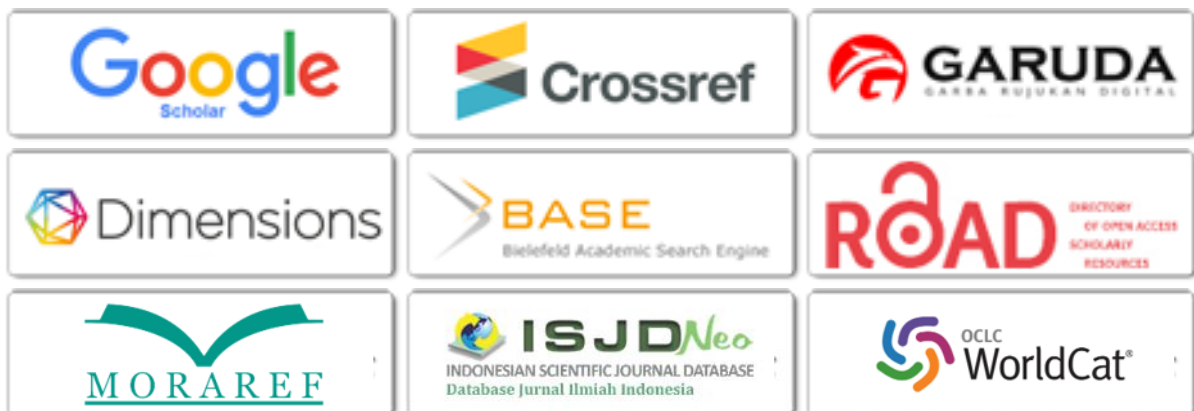 Google
Scholar
Crossref
GARUDA
GARBA RUJUKAN DIGITAL
Dimensions
BASE
Bielefeld Academic Search Engine
ROAD
DIRECTORY
OF OPEN ACCESS
SCHOLARLY
RESOURCES
MORAREF
ISJD Neo
INDONESIAN SCIENTIFIC JOURNAL DATABASE
Database Jurnal Ilmiah Indonesia
OCLC
WorldCat®